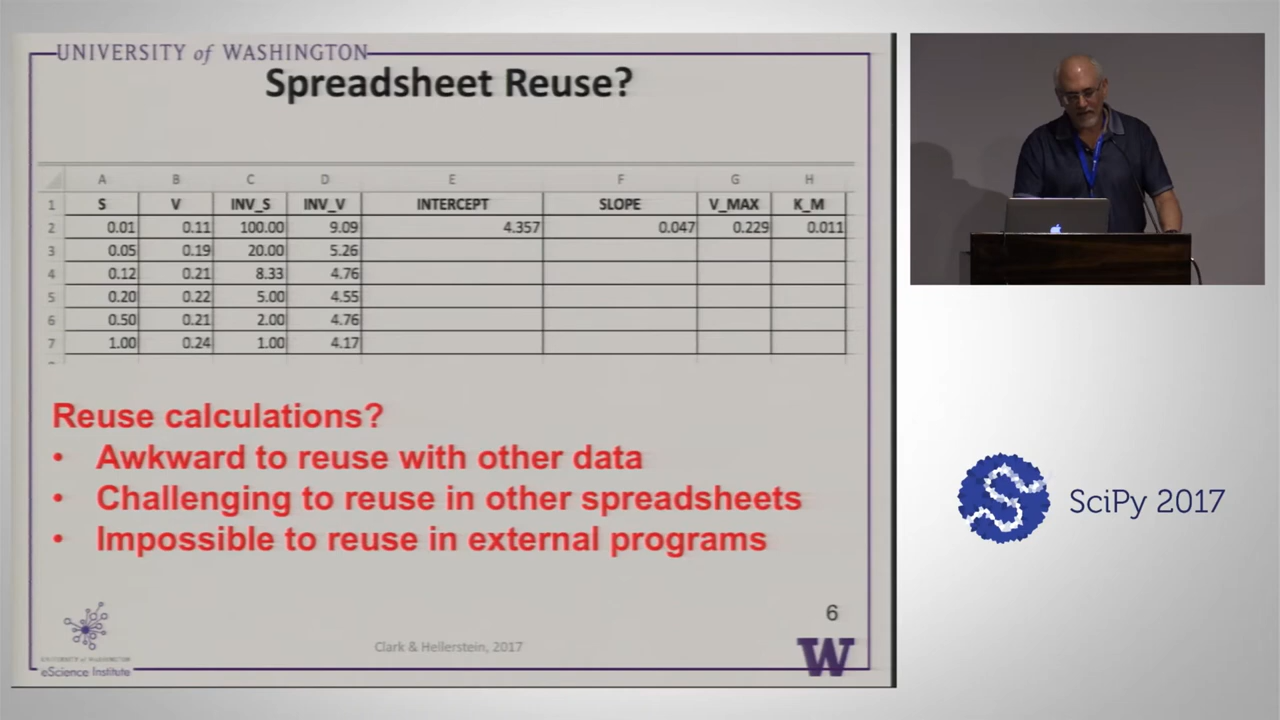 UNIVERSITY of WASHINGTON
Spreadsheet Reuse?
A B C D E F G H
1 S V INV_S INV_V INTERCEPT SLOPE V_MAX K_M
2 0.01 0.11 100.00 9.09 4.357 0.047 0.229 0.011
3 0.05 0.19 20.00 5.26
4 0.12 0.21 8.33 4.76
5 0.20 0.22 5.00 4.55
6 0.50 0.21 2.00 4.76
7 1.00 0.24 1.00 4.17
Reuse calculations?
• Awkward to reuse with other data
• Challenging to reuse in other spreadsheets
• Impossible to reuse in external programs
6
Clark & Hellerstein, 2017
UNIVERSITY of WASHINGTON
eScience Institute
W
SciPy 2017